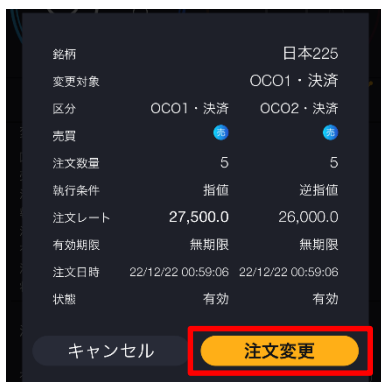 銘柄 日本225
変更対象 OCO1・決済
区分 OCO1・決済 OCO2・決済
売買 売 売
注文数量 5 5
執行条件 指値 逆指値
注文レート 27,500.0 26,000.0
有効期限 無期限 無期限
注文日時 22/12/22 00:59:06 22/12/22 00:59:06
状態 有効 有効
キャンセル 注文変更